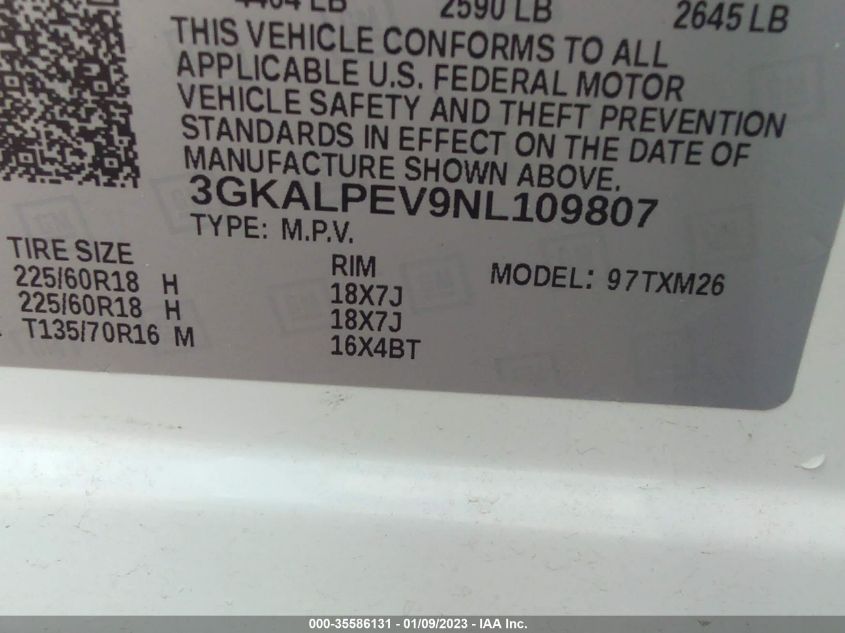 4464 LB 2590 LB 2645 LB
THIS VEHICLE CONFORMS TO ALL
APPLICABLE U.S. FEDERAL MOTOR
VEHICLE SAFETY AND THEFT PREVENTION
STANDARDS IN EFFECT ON THE DATE OF
MANUFACTURE SHOWN ABOVE.
3GKALPEV9NL109807
TYPE: M.P.V.
TIRE SIZE RIM MODEL: 97TXM26
225/60R18 H 18X7J
225/60R18 H 18X7J
T135/70R16 M 16X4BT
000-35586131 - 01/09/2023 - IAA Inc.